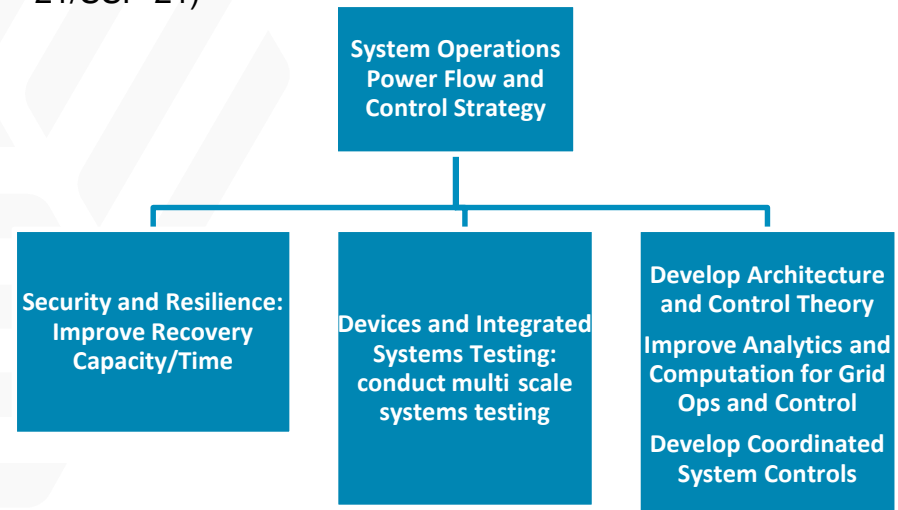 System Operations
Power Flow and
Control Strategy
Security and Resilience:
Improve Recovery
Capacity/Time
Devices and Integrated
Systems Testing:
conduct multi scale
systems testing
Develop Architecture
and Control Theory
Improve Analytics and
Computation for Grid
Ops and Control
Develop Coordinated
System Controls